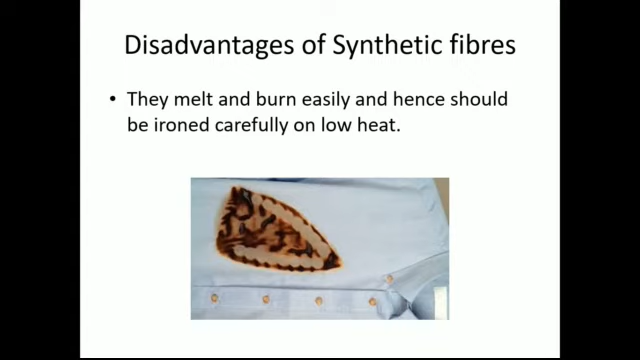 Disadvantages of Synthetic fibres
• They melt and burn easily and hence should
be ironed carefully on low heat.